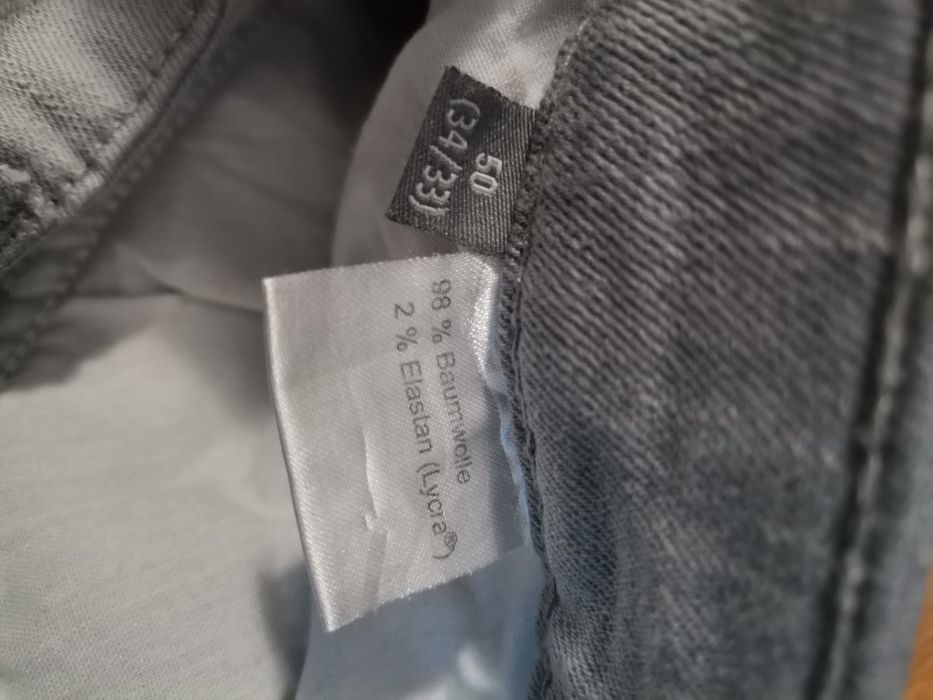 50
(34/33)
98 % Baumwolle
2 % Elastan (Lycra®)